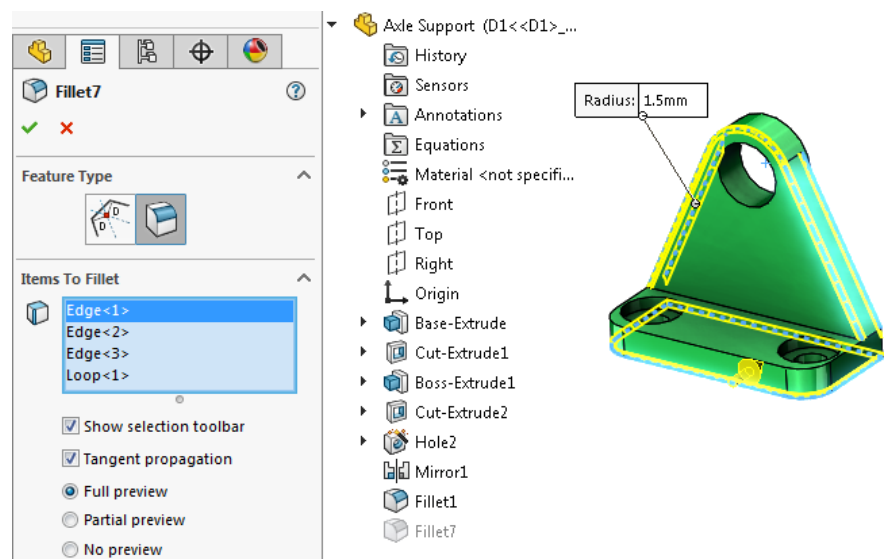 Fillet7
Feature Type
Items To Fillet
Edge<1>
Edge<2>
Edge<3>
Loop<1>
Show selection toolbar
Tangent propagation
Full preview
Partial preview
No preview
Axle Support (D1<<D1>_...
History
Sensors
Annotations
Equations
Material <not specifi...
Front
Top
Right
Origin
Base-Extrude
Cut-Extrude1
Boss-Extrude1
Cut-Extrude2
Hole2
Mirror1
Fillet1
Fillet7
Radius: 1.5mm